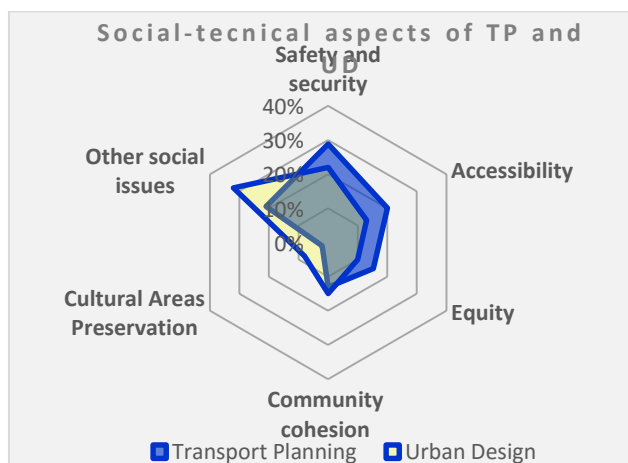 Social-tecnical aspects of TP and
UD
Safety and
security
40%
30%
20%
10%
0%
Accessibility
Equity
Community
cohesion
Cultural Areas
Preservation
Other social
issues
Transport Planning
Urban Design